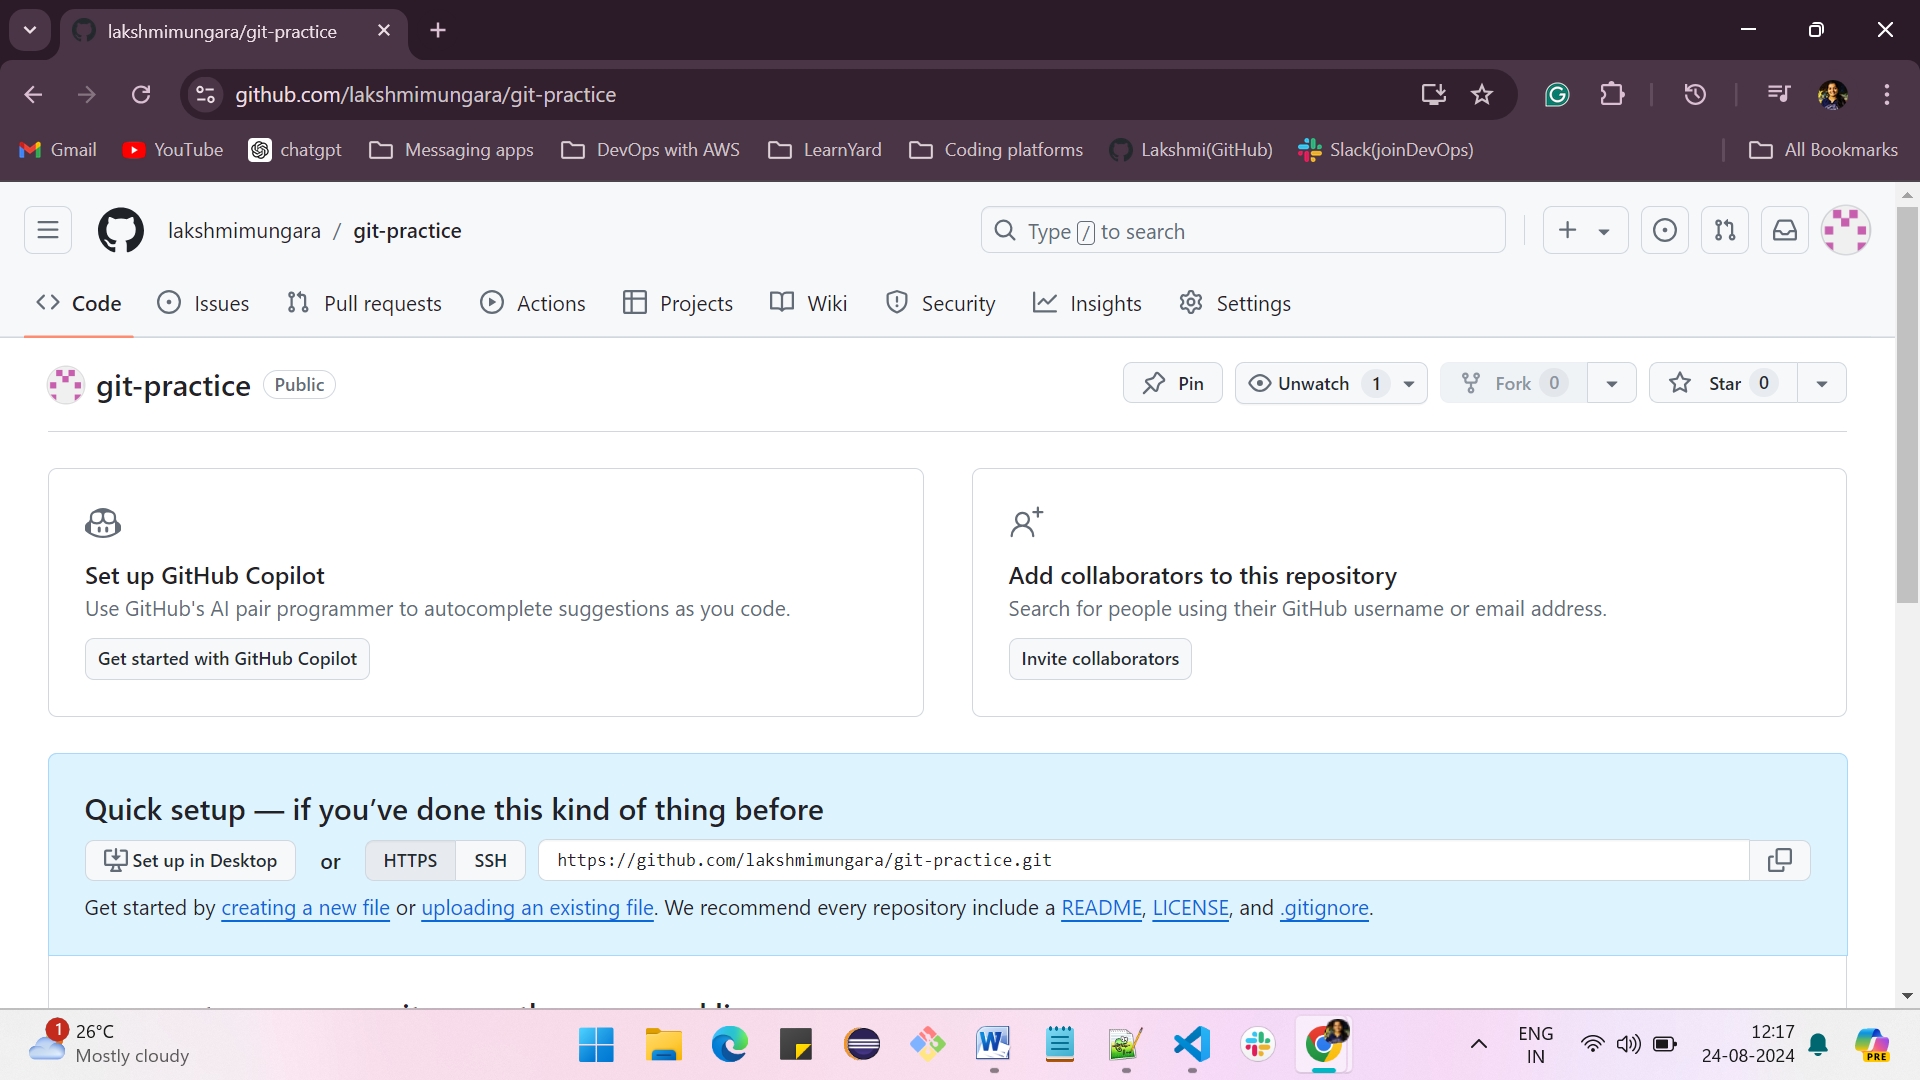 lakshmimungara/git-practice
github.com/lakshmimungara/git-practice
Gmail YouTube chatgpt Messaging apps DevOps with AWS LearnYard Coding platforms Lakshmi(GitHub) Slack(joinDevOps) All Bookmarks
lakshmimungara / git-practice Type / to search
Code Issues Pull requests Actions Projects Wiki Security Insights Settings
git-practice Public Pin Unwatch 1 Fork 0 Star 0
Set up GitHub Copilot
Use GitHub's AI pair programmer to autocomplete suggestions as you code.
Get started with GitHub Copilot
Add collaborators to this repository
Search for people using their GitHub username or email address.
Invite collaborators
Quick setup — if you’ve done this kind of thing before
Set up in Desktop or HTTPS SSH https://github.com/lakshmimungara/git-practice.git
Get started by creating a new file or uploading an existing file. We recommend every repository include a README, LICENSE, and .gitignore.
1 26°C
Mostly cloudy
ENG
IN
12:17
24-08-2024
PRE